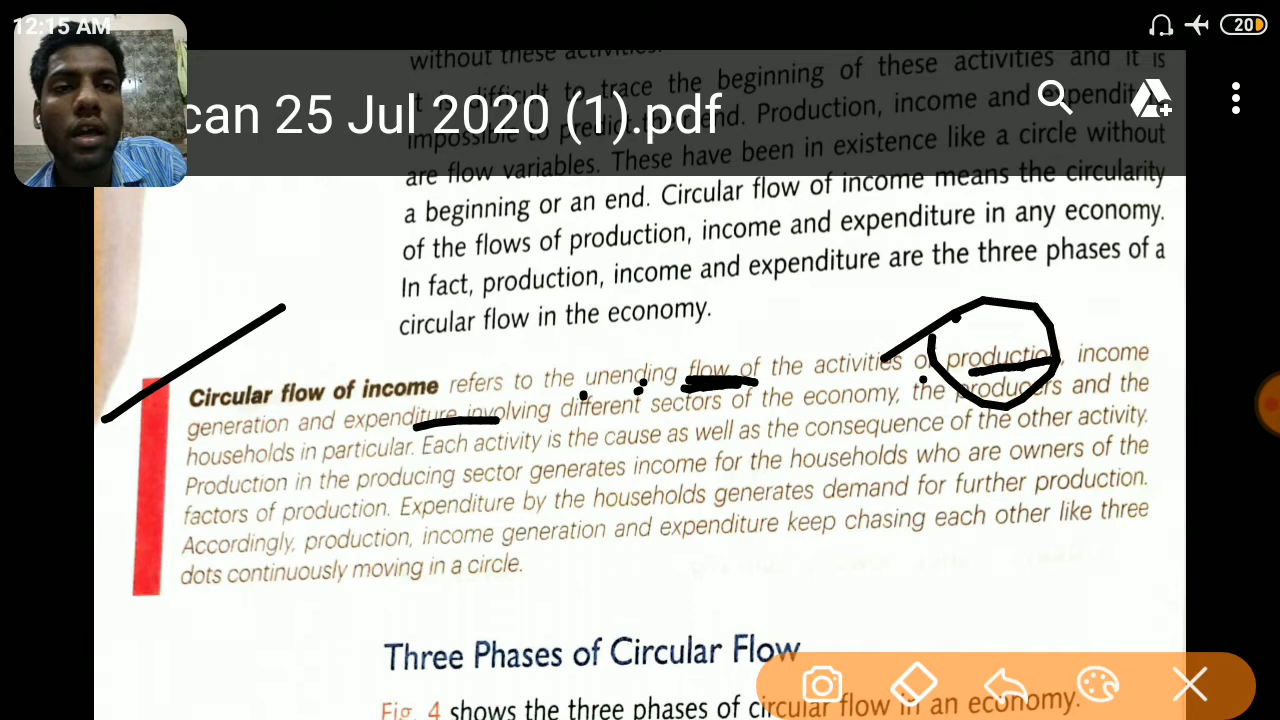 12:15 AM
20
can 25 Jul 2020 (1).pdf
without these activities.
it is difficult to trace the beginning of these activities and it is
impossible to predict their end. Production, income and expenditure
are flow variables. These have been in existence like a circle without
a beginning or an end. Circular flow of income means the circularity
of the flows of production, income and expenditure in any economy.
In fact, production, income and expenditure are the three phases of a
circular flow in the economy.
Circular flow of income refers to the unending flow of the activities of production, income
generation and expenditure involving different sectors of the economy, the producers and the
households in particular. Each activity is the cause as well as the consequence of the other activity.
Production in the producing sector generates income for the households who are owners of the
factors of production. Expenditure by the households generates demand for further production.
Accordingly, production, income generation and expenditure keep chasing each other like three
dots continuously moving in a circle.
Three Phases of Circular Flow
Fig. 4 shows the three phases of circular flow in an economy.